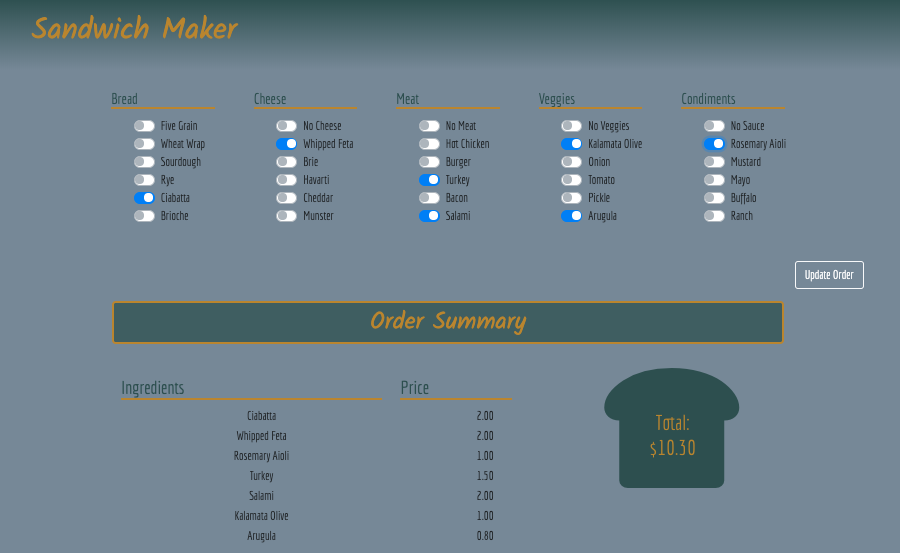 Sandwich Maker
Bread Cheese Meat Veggies Condiments
Five Grain No Cheese No Meat No Veggies No Sauce
Wheat Wrap Whipped Feta Hot Chicken Kalamata Olive Rosemary Aioli
Sourdough Brie Burger Onion Mustard
Rye Havarti Turkey Tomato Mayo
Ciabatta Cheddar Bacon Pickle Buffalo
Brioche Munster Salami Arugula Ranch
Update Order
Order Summary
Ingredients Price
Ciabatta 2.00
Whipped Feta 2.00
Rosemary Aioli 1.00
Turkey 1.50
Salami 2.00
Kalamata Olive 1.00
Arugula 0.80
Total:
$10.30